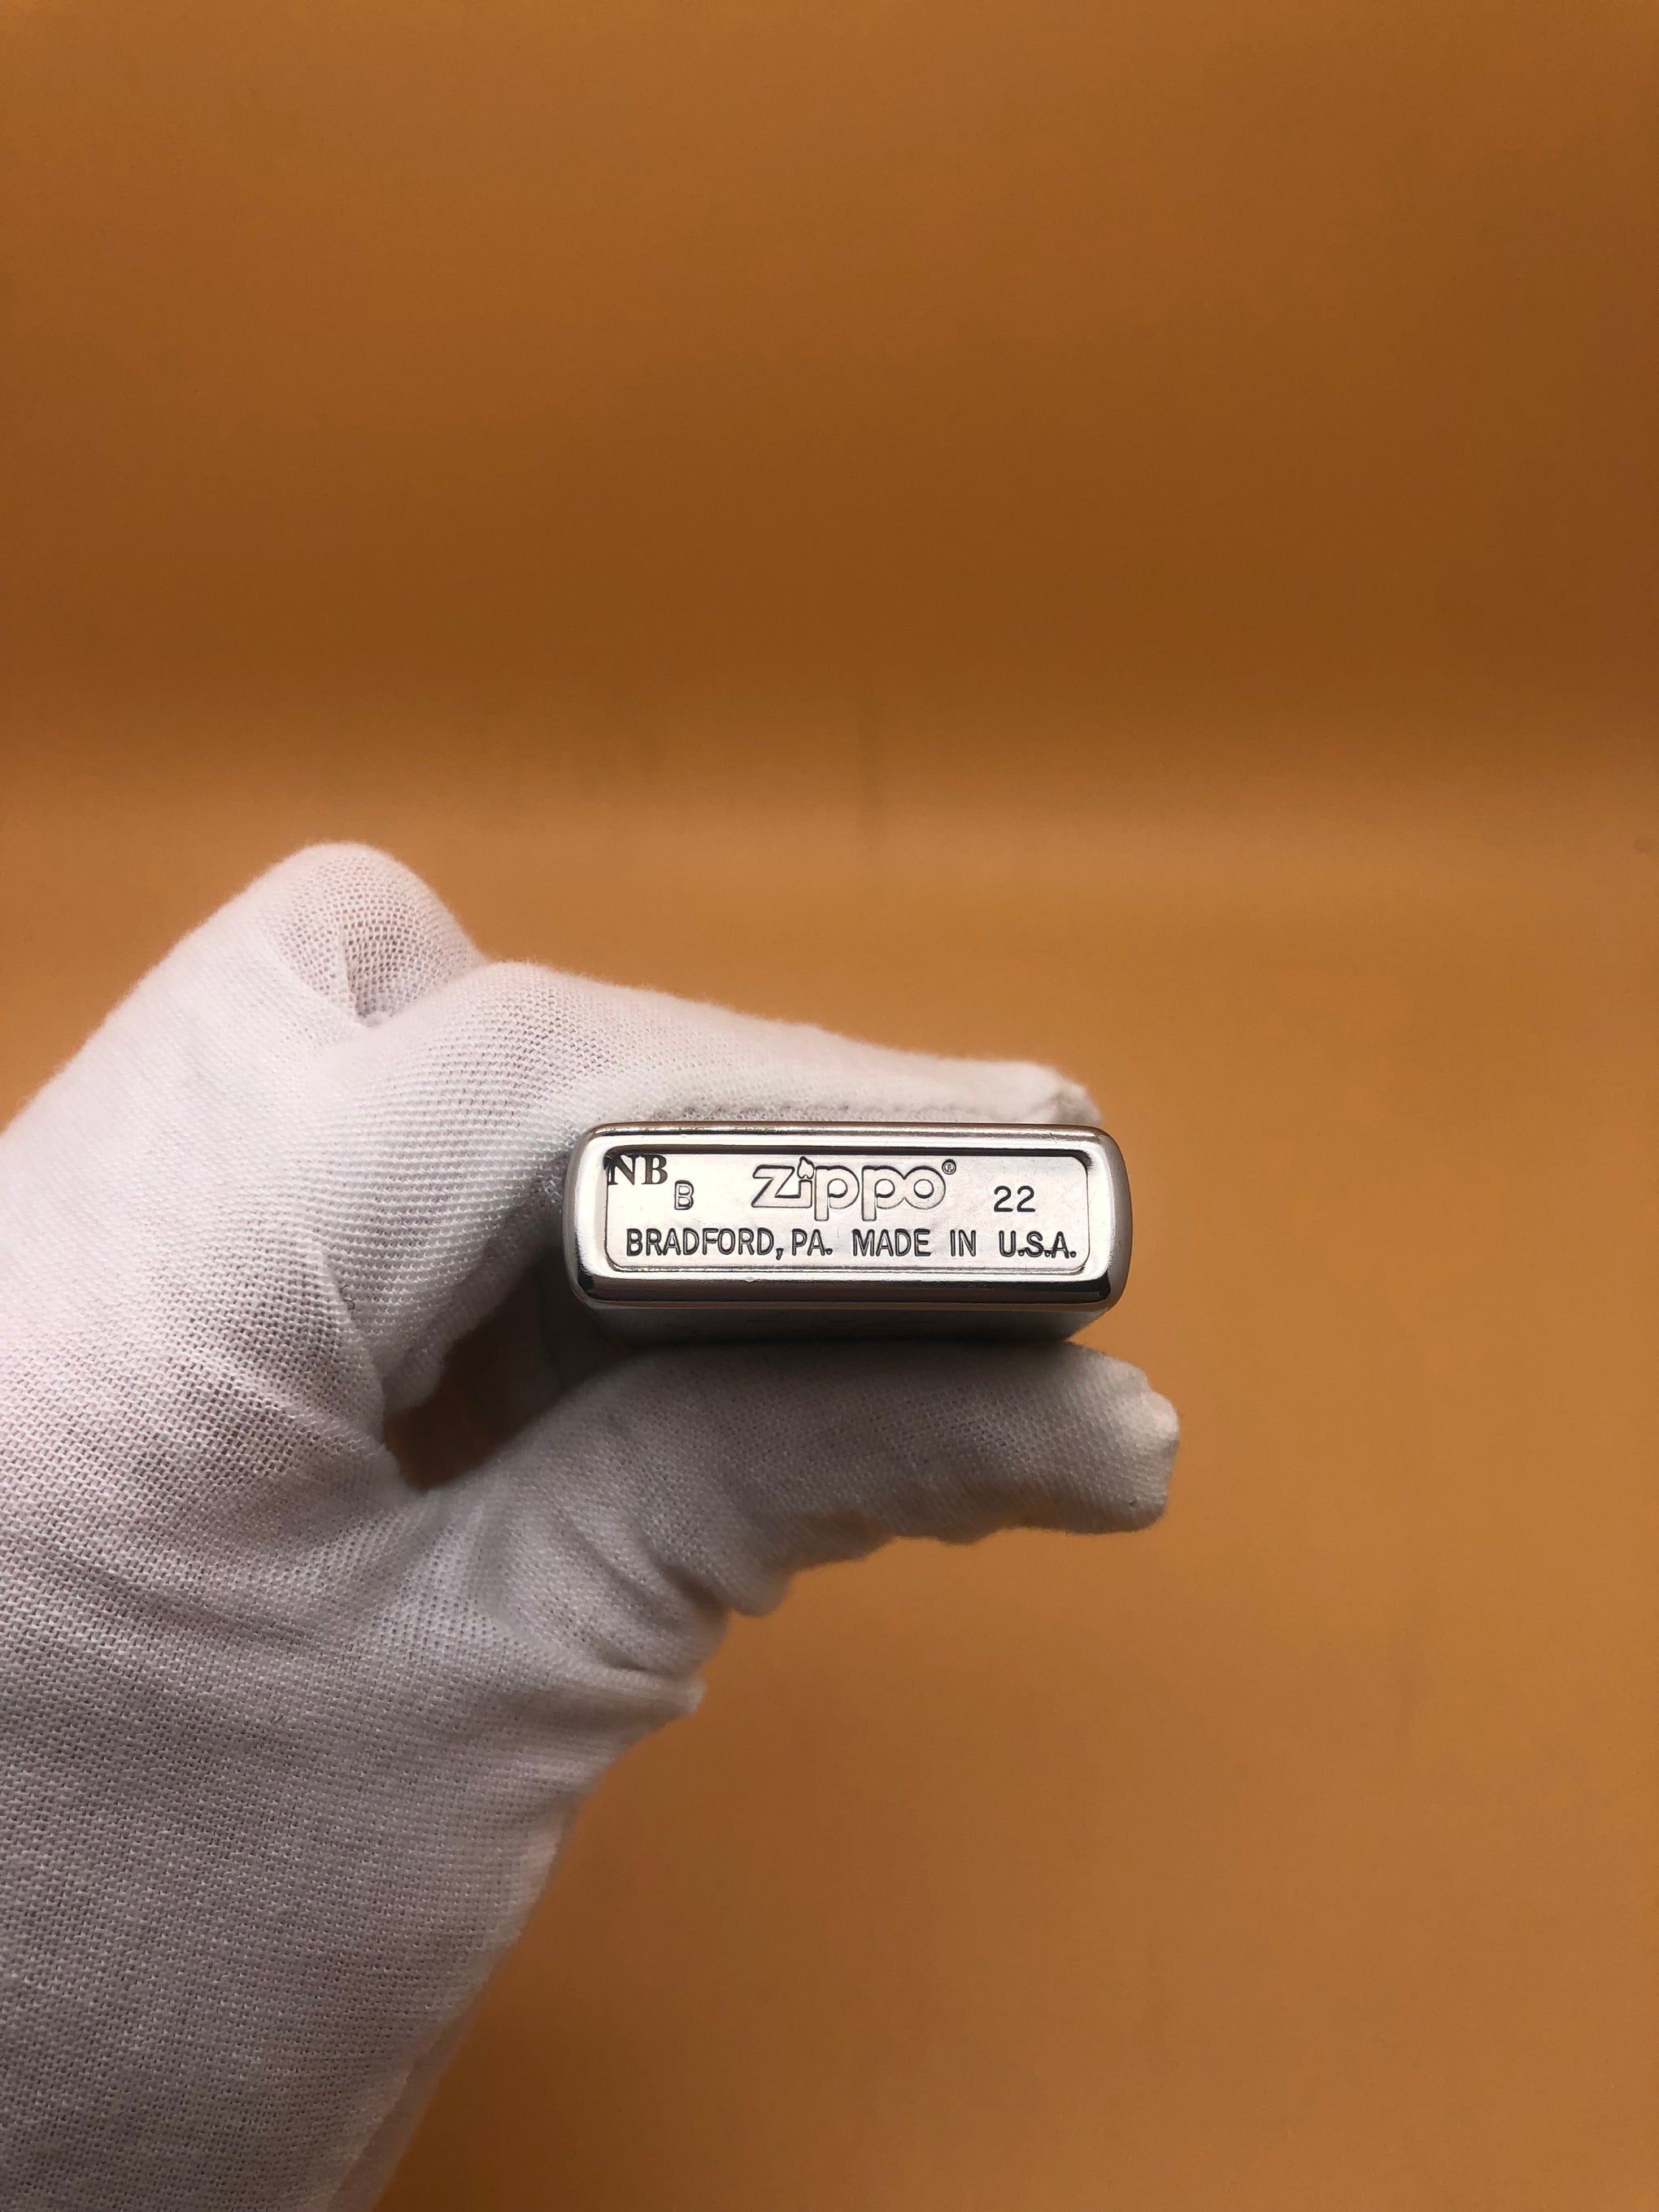 NB B zippo® 22
BRADFORD, PA. MADE IN U.S.A.